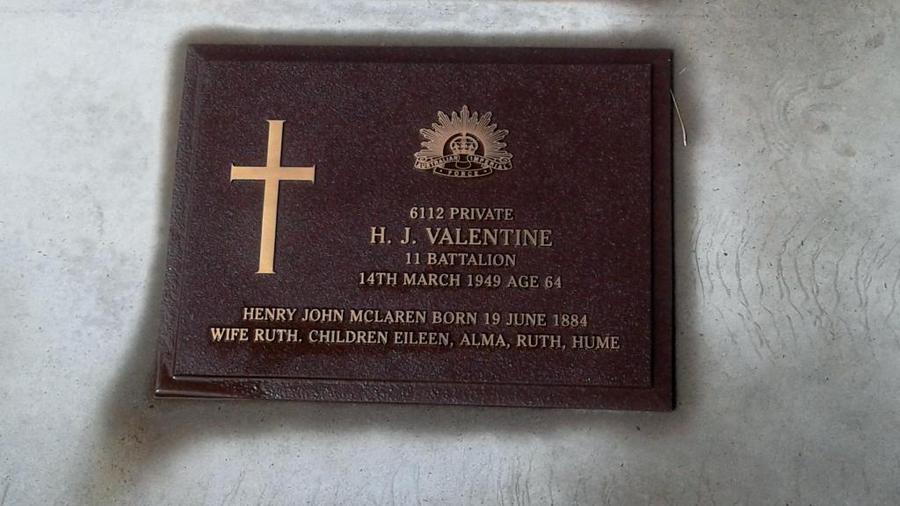 AUSTRALIAN IMPERIAL
FORCE
6112 PRIVATE
H. J. VALENTINE
11 BATTALION
14TH MARCH 1949 AGE 64
HENRY JOHN MCLAREN BORN 19 JUNE 1884
WIFE RUTH. CHILDREN EILEEN, ALMA, RUTH, HUME